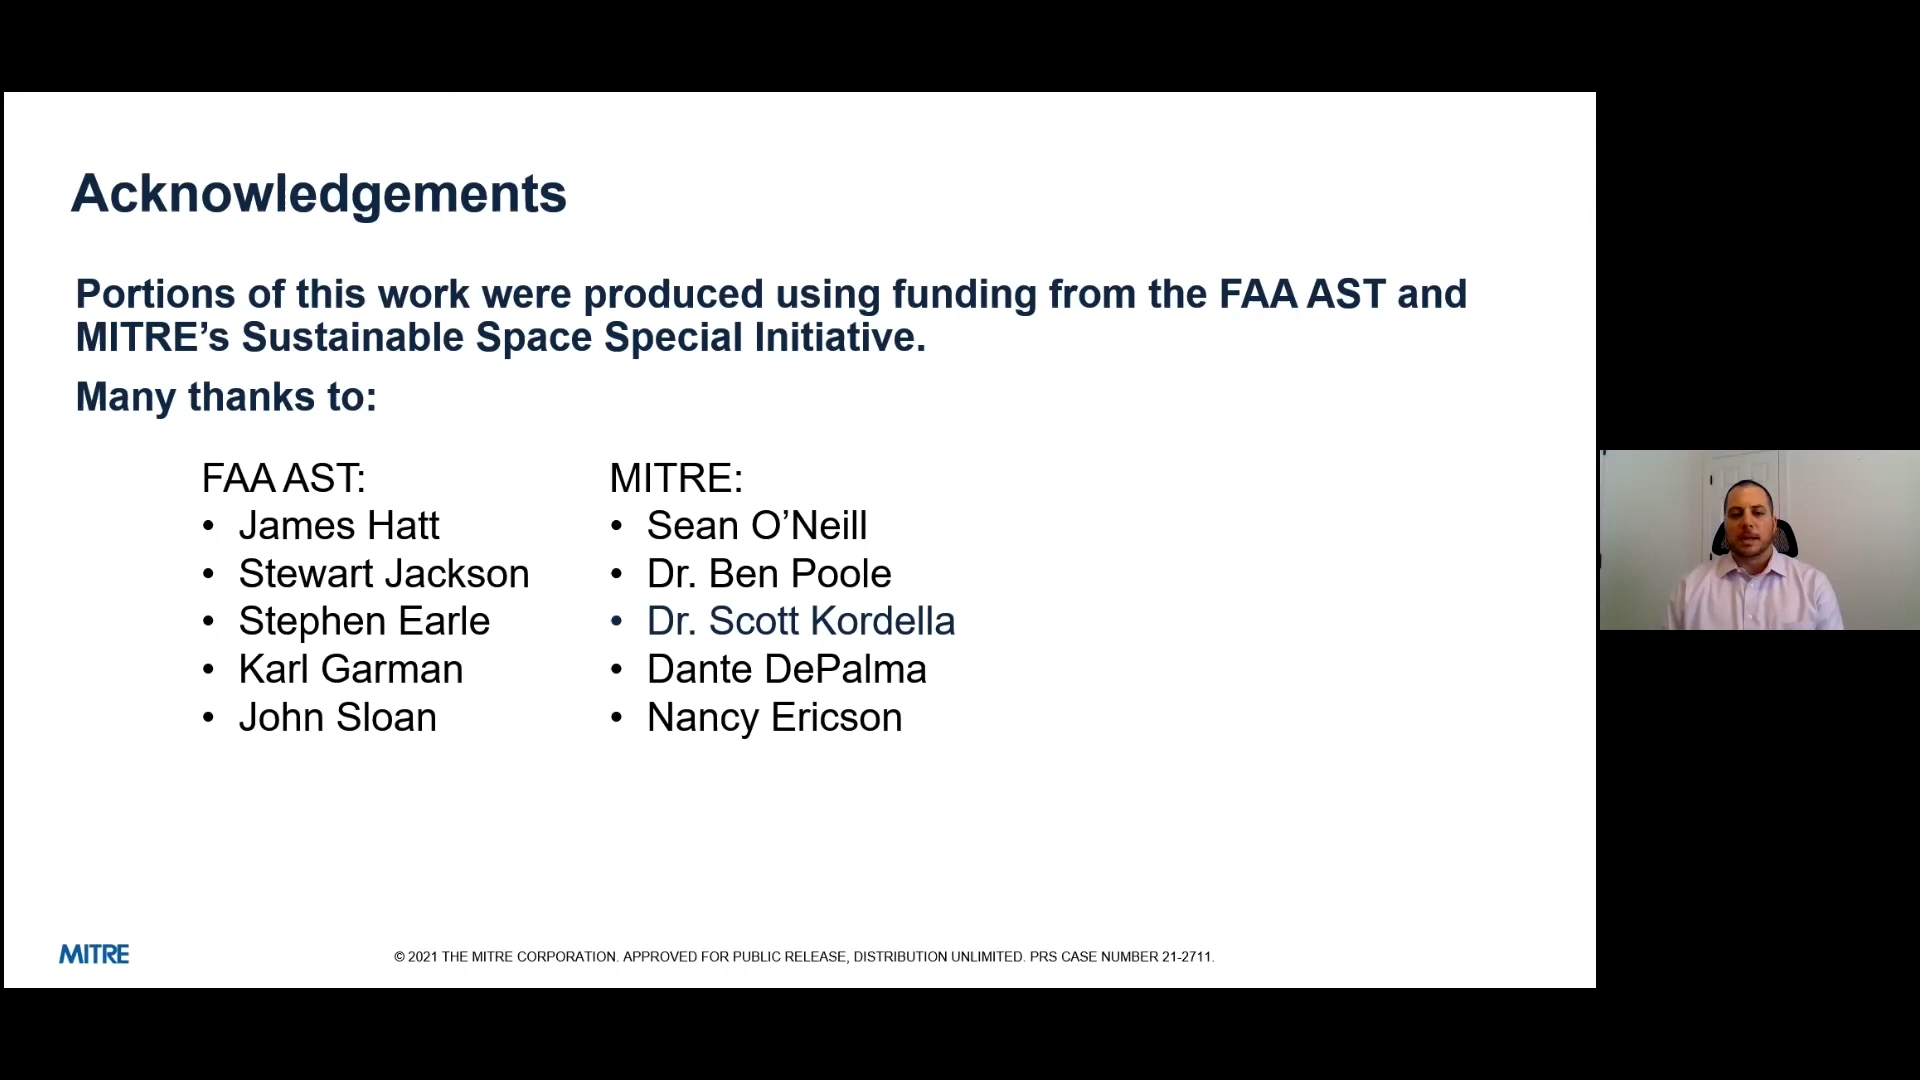 Acknowledgements
Portions of this work were produced using funding from the FAA AST and
MITRE’s Sustainable Space Special Initiative.
Many thanks to:
FAA AST:
• James Hatt
• Stewart Jackson
• Stephen Earle
• Karl Garman
• John Sloan
MITRE:
• Sean O’Neill
• Dr. Ben Poole
• Dr. Scott Kordella
• Dante DePalma
• Nancy Ericson
MITRE
© 2021 THE MITRE CORPORATION. APPROVED FOR PUBLIC RELEASE, DISTRIBUTION UNLIMITED. PRS CASE NUMBER 21-2711.